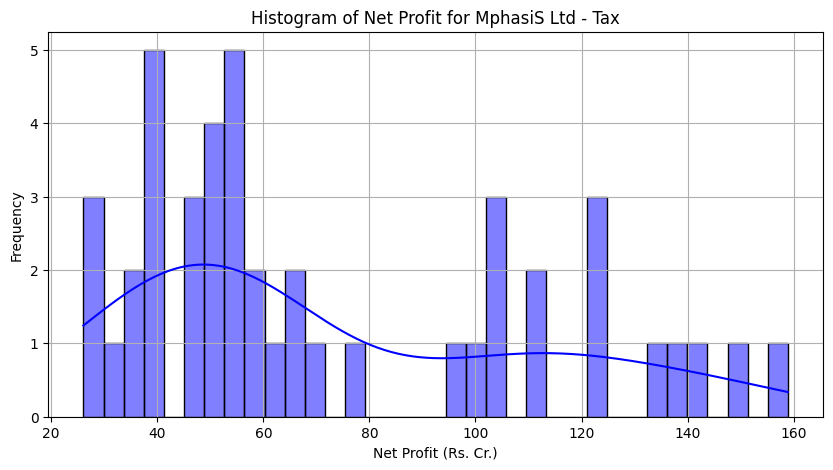 Histogram of Net Profit for MphasiS Ltd - Tax
5
4
3
2
1
0
Frequency
20 40 60 80 100 120 140 160
Net Profit (Rs. Cr.)